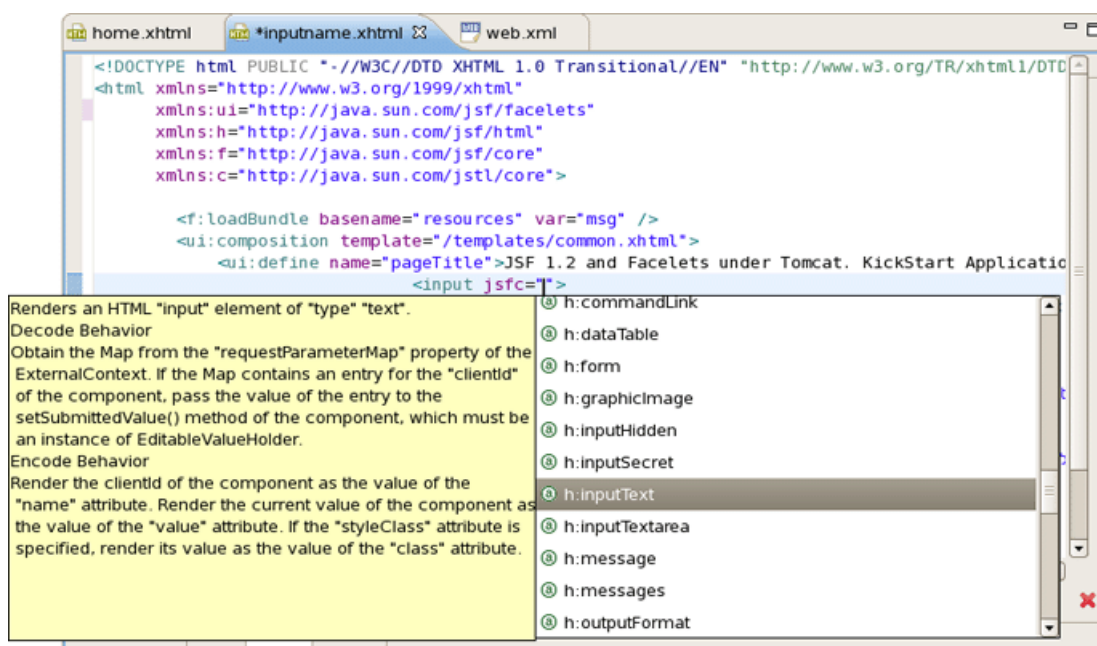 home.xhtml
*inputname.xhtml
web.xml
<!DOCTYPE html PUBLIC "-//W3C//DTD XHTML 1.0 Transitional//EN" "http://www.w3.org/TR/xhtml1/DTD
<html xmlns="http://www.w3.org/1999/xhtml"
xmlns:ui="http://java.sun.com/jsf/facelets"
xmlns:h="http://java.sun.com/jsf/html"
xmlns:f="http://java.sun.com/jsf/core"
xmlns:c="http://java.sun.com/jstl/core">
<f:loadBundle basename="resources" var="msg" />
<ui:composition template="/templates/common.xhtml">
<ui:define name="pageTitle">JSF 1.2 and Facelets under Tomcat. KickStart Applicatio
<input jsfc="">
Renders an HTML "input" element of "type" "text".
Decode Behavior
Obtain the Map from the "requestParameterMap" property of the
ExternalContext. If the Map contains an entry for the "clientId"
of the component, pass the value of the entry to the
setSubmittedValue() method of the component, which must be
an instance of EditableValueHolder.
Encode Behavior
Render the clientId of the component as the value of the
"name" attribute. Render the current value of the component as
the value of the "value" attribute. If the "styleClass" attribute is
specified, render its value as the value of the "class" attribute.
h:commandLink
h:dataTable
h:form
h:graphicImage
h:inputHidden
h:inputSecret
h:inputText
h:inputTextarea
h:message
h:messages
h:outputFormat